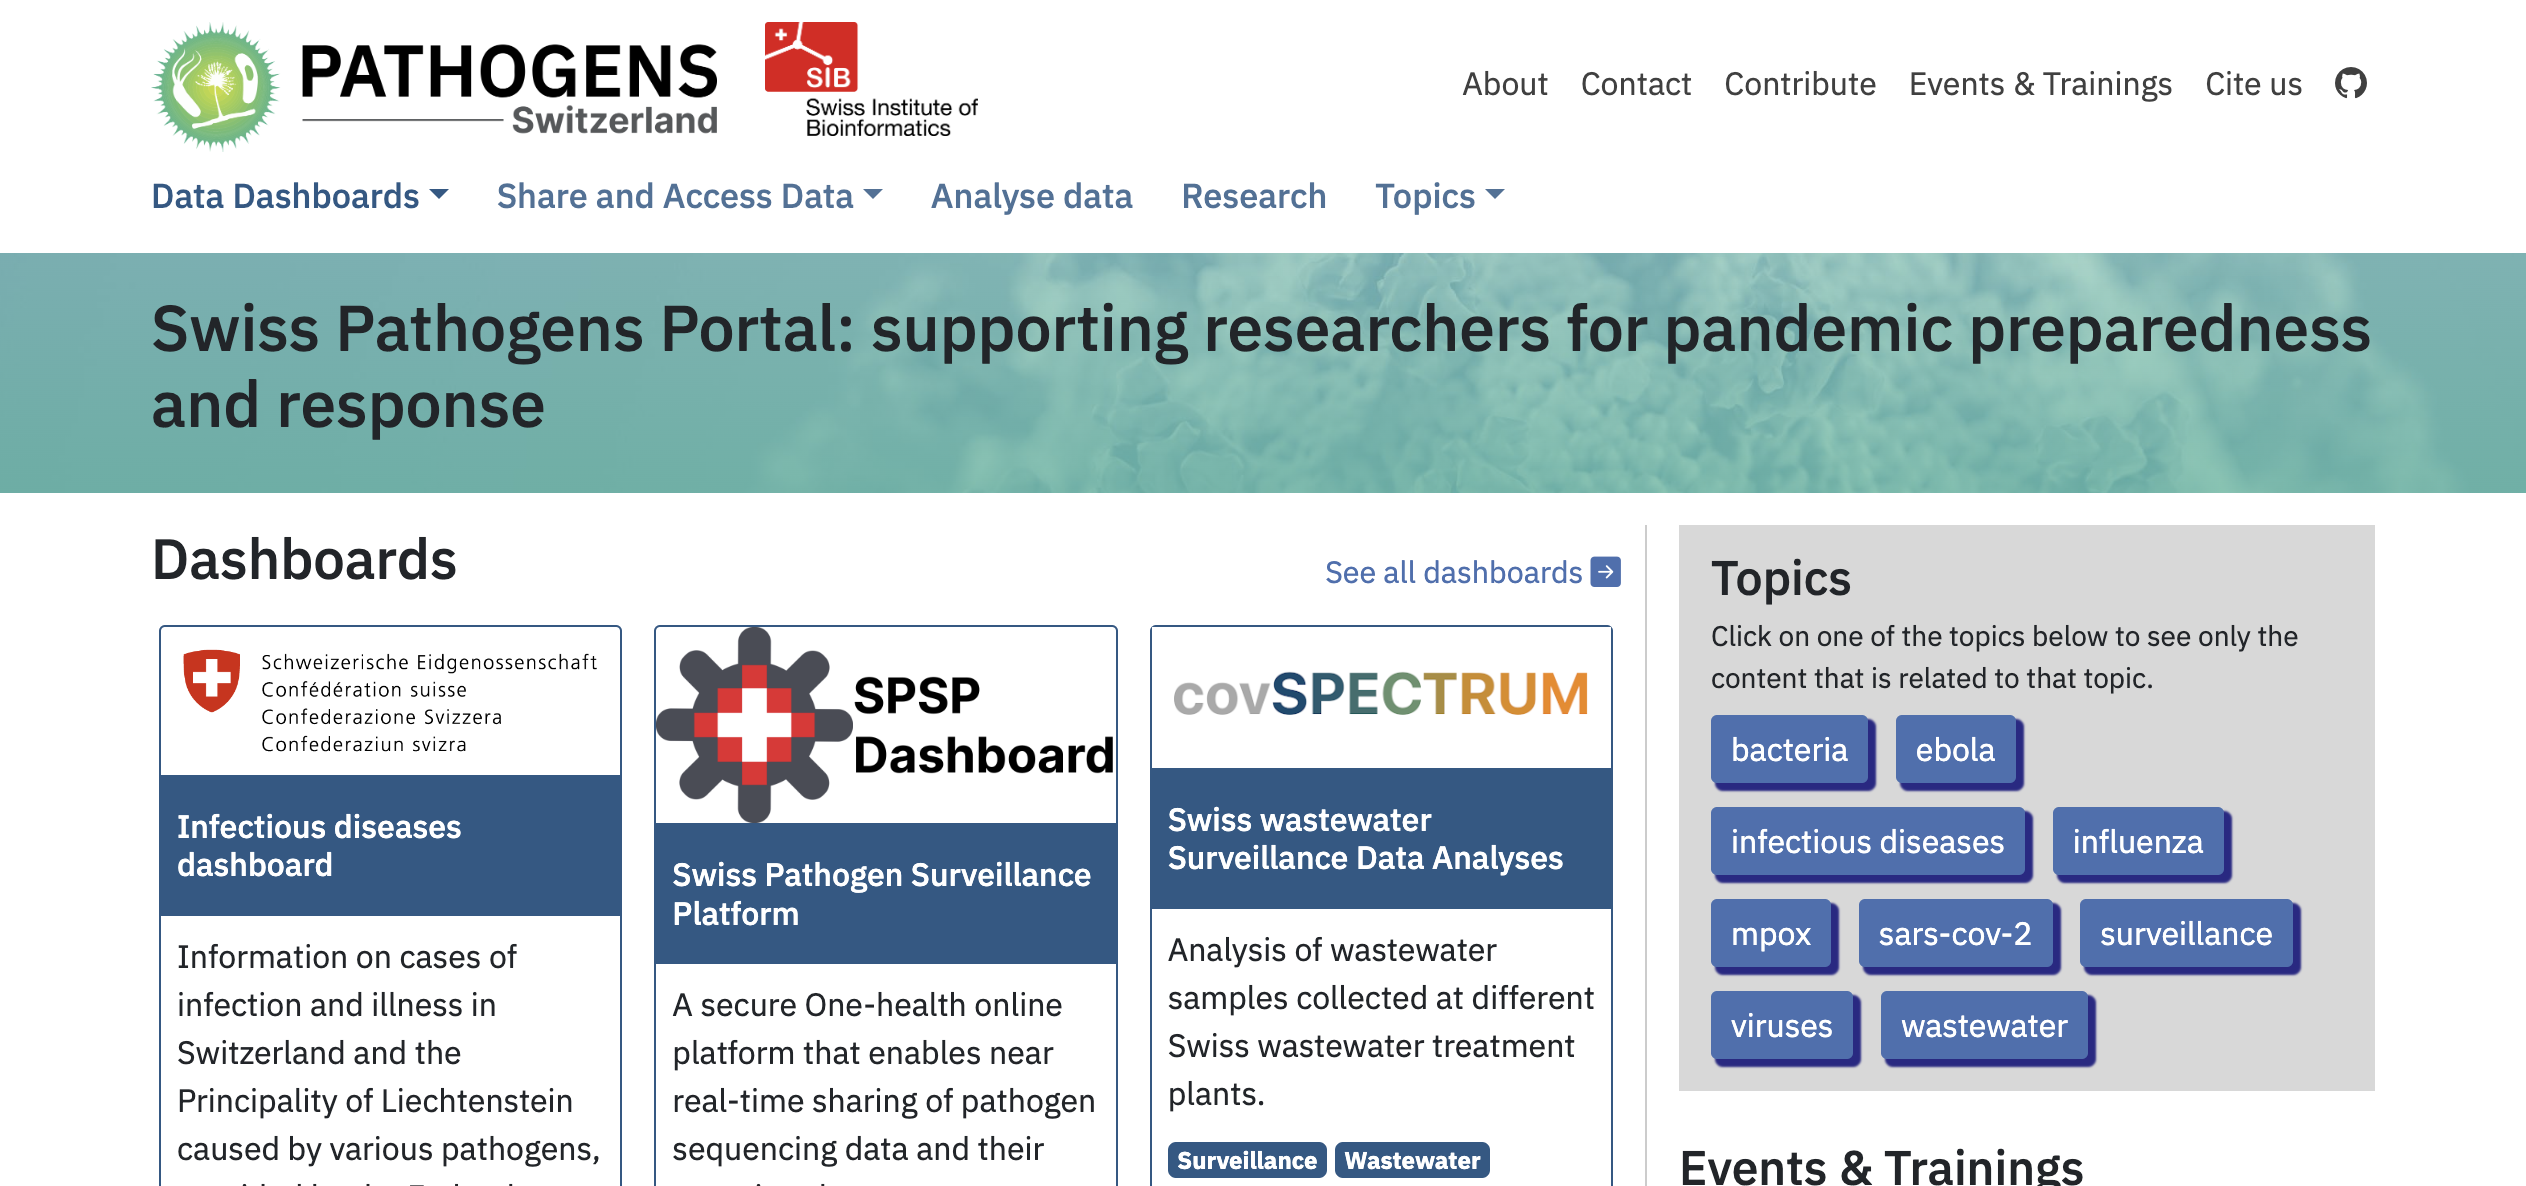 PATHOGENS
Switzerland
SIB
Swiss Institute of
Bioinformatics
About Contact Contribute Events & Trainings Cite us
Data Dashboards Share and Access Data Analyse data Research Topics
Swiss Pathogens Portal: supporting researchers for pandemic preparedness
and response
Dashboards
See all dashboards
Schweizerische Eidgenossenschaft
Confédération suisse
Confederazione Svizzera
Confederaziun svizra
Infectious diseases
dashboard
Information on cases of
infection and illness in
Switzerland and the
Principality of Liechtenstein
caused by various pathogens,
SPSP
Dashboard
Swiss Pathogen Surveillance
Platform
A secure One-health online
platform that enables near
real-time sharing of pathogen
sequencing data and their
covSPECTRUM
Swiss wastewater
Surveillance Data Analyses
Analysis of wastewater
samples collected at different
Swiss wastewater treatment
plants.
Surveillance Wastewater
Topics
Click on one of the topics below to see only the
content that is related to that topic.
bacteria ebola
infectious diseases influenza
mpox sars-cov-2 surveillance
viruses wastewater
Events & Trainings